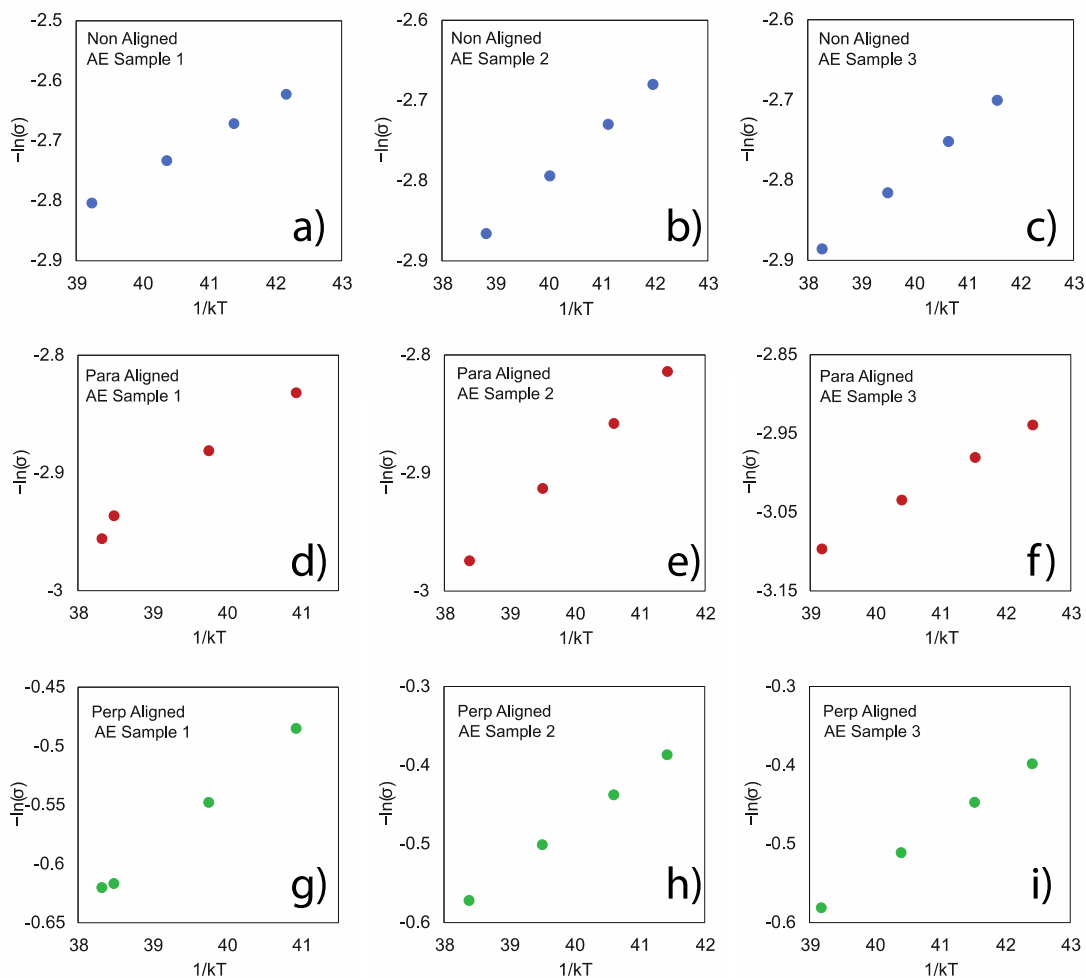 -2.5
-2.6
-2.7
-2.8
-2.9
−ln(σ)
Non Aligned
AE Sample 1
a)
39
40
41
42
43
1/kT
-2.6
-2.7
-2.8
-2.9
−ln(σ)
Non Aligned
AE Sample 2
b)
38
39
40
41
42
43
1/kT
-2.6
-2.7
-2.8
-2.9
−ln(σ)
Non Aligned
AE Sample 3
c)
38
39
40
41
42
43
1/kT
-2.8
-2.9
-3
−ln(σ)
Para Aligned
AE Sample 1
d)
38
39
40
41
1/kT
-2.8
-2.9
-3
−ln(σ)
Para Aligned
AE Sample 2
e)
38
39
40
41
42
1/kT
-2.85
-2.95
-3.05
-3.15
−ln(σ)
Para Aligned
AE Sample 3
f)
39
40
41
42
43
1/kT
-0.45
-0.5
-0.55
-0.6
-0.65
−ln(σ)
Perp Aligned
AE Sample 1
g)
38
39
40
41
1/kT
-0.3
-0.4
-0.5
-0.6
−ln(σ)
Perp Aligned
AE Sample 2
h)
38
39
40
41
42
1/kT
-0.3
-0.4
-0.5
-0.6
−ln(σ)
Perp Aligned
AE Sample 3
i)
39
40
41
42
43
1/kT